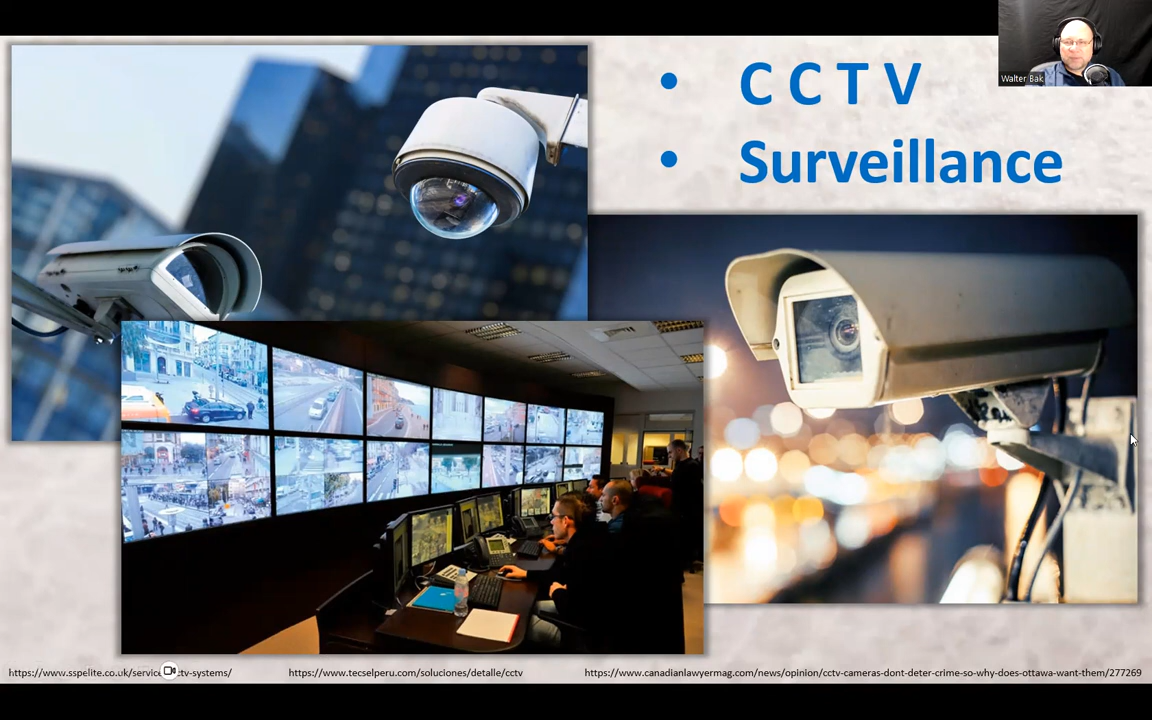 • C C T V
• Surveillance
Walter Bak
https://www.sspelite.co.uk/servic tv-systems/
https://www.tecselperu.com/soluciones/detalle/cctv
https://www.canadianlawyermag.com/news/opinion/cctv-cameras-dont-deter-crime-so-why-does-ottawa-want-them/277269